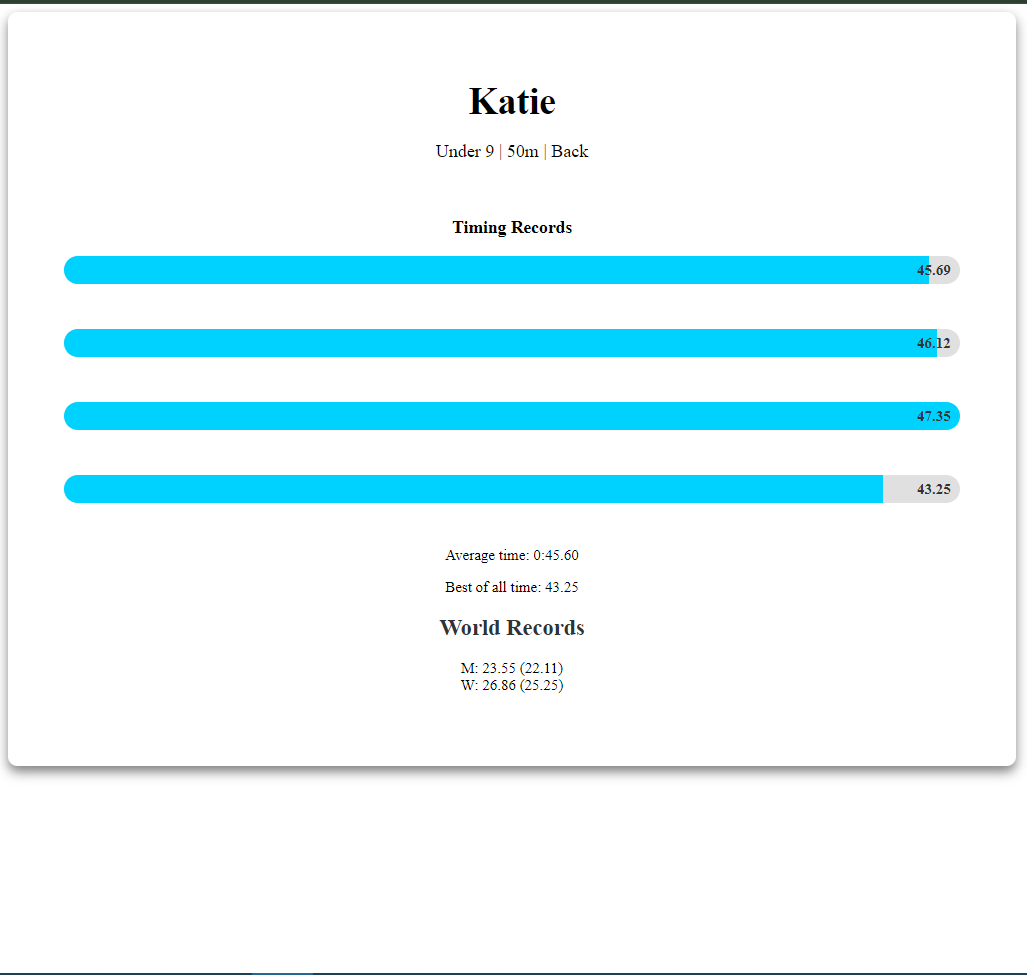 Katie
Under 9 | 50m | Back
Timing Records
45.69
46.12
47.35
43.25
Average time: 0:45.60
Best of all time: 43.25
World Records
M: 23.55 (22.11)
W: 26.86 (25.25)